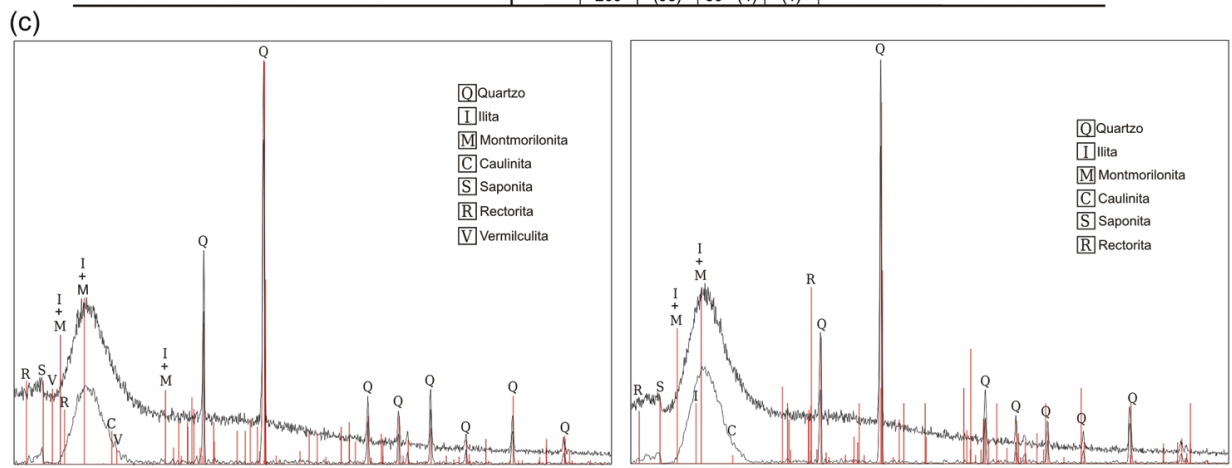 (c)
Q
Q Quartzo
I Ilita
M Montmorilonita
C Caulinita
S Saponita
R Rectorita
V Vermilculita
Q
I
+
M
I
+
M
I
+
M
R
S
V
R
C
V
Q
Q
Q
Q
Q
Q
Q
Q Quartzo
I Ilita
M Montmorilonita
C Caulinita
S Saponita
R Rectorita
I
+
M
I
+
M
R
Q
R
S
I
C
Q
Q
Q
Q
Q